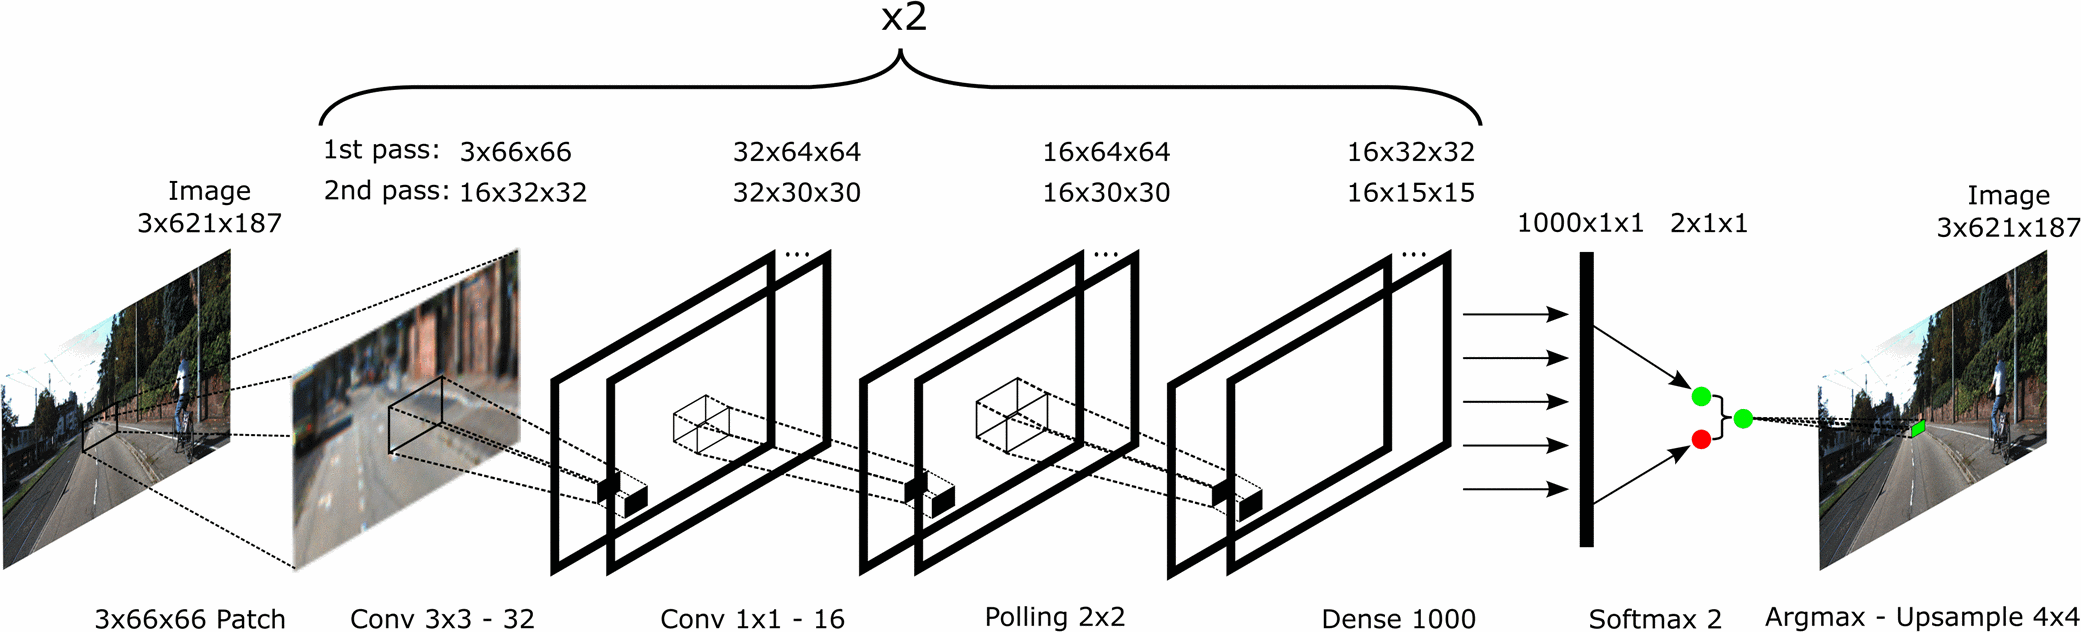 x2
1st pass: 3x66x66 32x64x64 16x64x64 16x32x32
2nd pass: 16x32x32 32x30x30 16x30x30 16x15x15
Image
3x621x187
1000x1x1 2x1x1
Image
3x621x187
... ... ...
3x66x66 Patch Conv 3x3 - 32 Conv 1x1 - 16 Polling 2x2 Dense 1000 Softmax 2 Argmax - Upsample 4x4